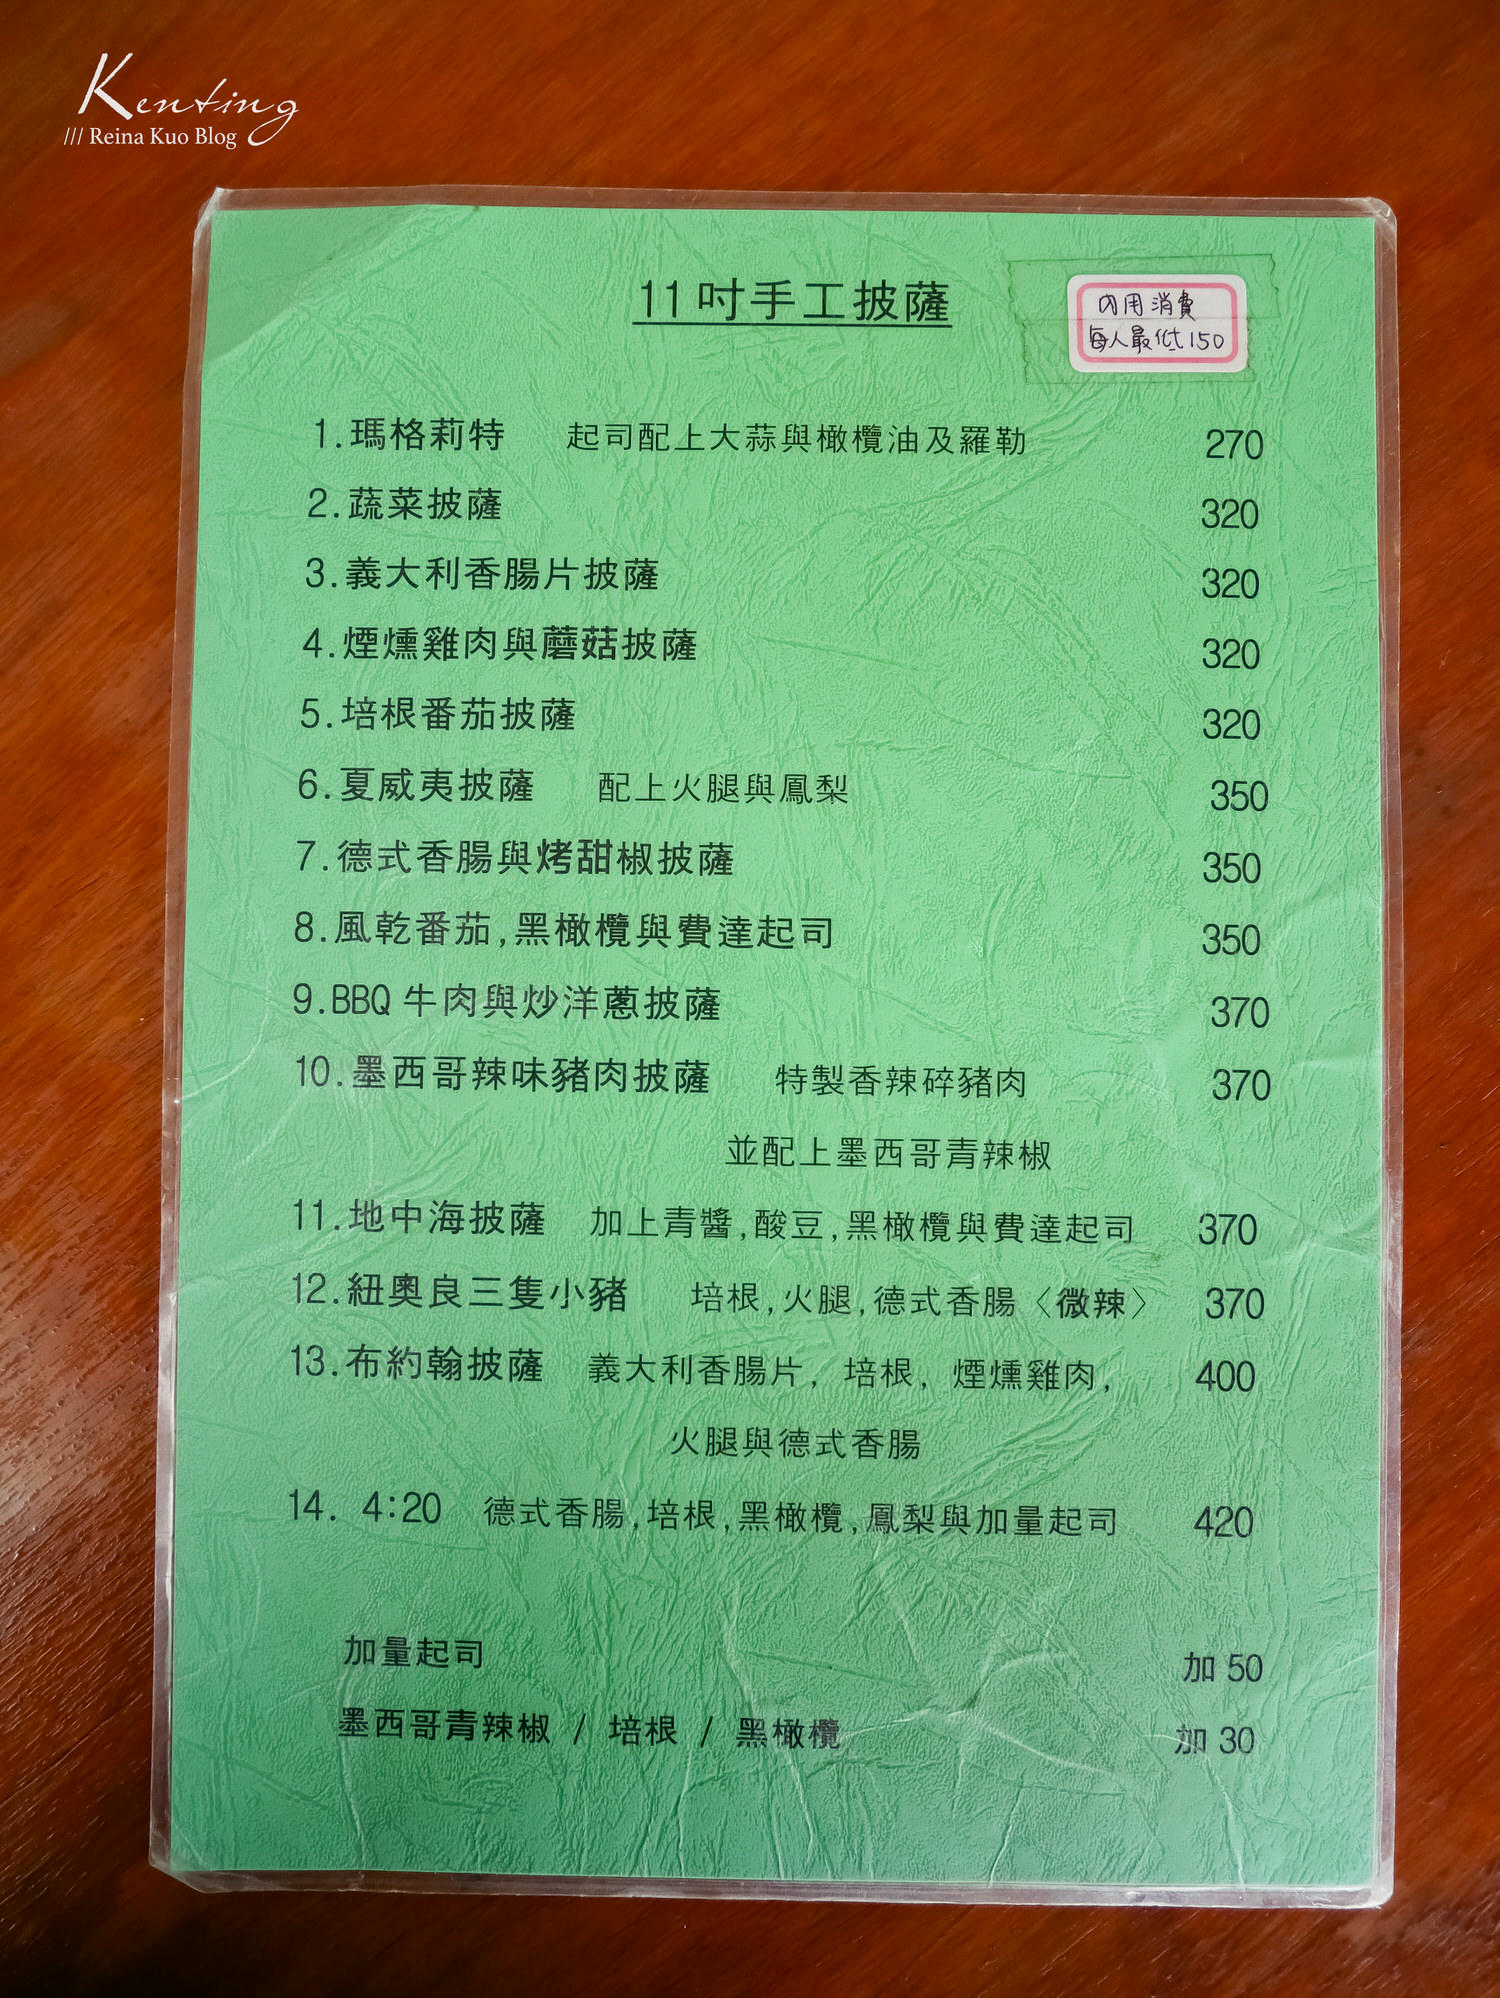 Kenting
/// Reina Kuo Blog
11吋手工披薩
內用消費
每人最低150
1.瑪格莉特 起司配上大蒜與橄欖油及羅勒 270
2.蔬菜披薩 320
3.義大利香腸片披薩 320
4.煙燻雞肉與蘑菇披薩 320
5.培根番茄披薩 320
6.夏威夷披薩 配上火腿與鳳梨 350
7.德式香腸與烤甜椒披薩 350
8.風乾番茄,黑橄欖與費達起司 350
9.BBQ 牛肉與炒洋蔥披薩 370
10.墨西哥辣味豬肉披薩 特製香辣碎豬肉 370
並配上墨西哥青辣椒
11.地中海披薩 加上青醬,酸豆,黑橄欖與費達起司 370
12.紐奧良三隻小豬 培根,火腿,德式香腸〈微辣〉 370
13.布約翰披薩 義大利香腸片, 培根, 煙燻雞肉, 400
火腿與德式香腸
14. 4:20 德式香腸,培根,黑橄欖,鳳梨與加量起司 420
加量起司 加 50
墨西哥青辣椒 / 培根 / 黑橄欖 加 30